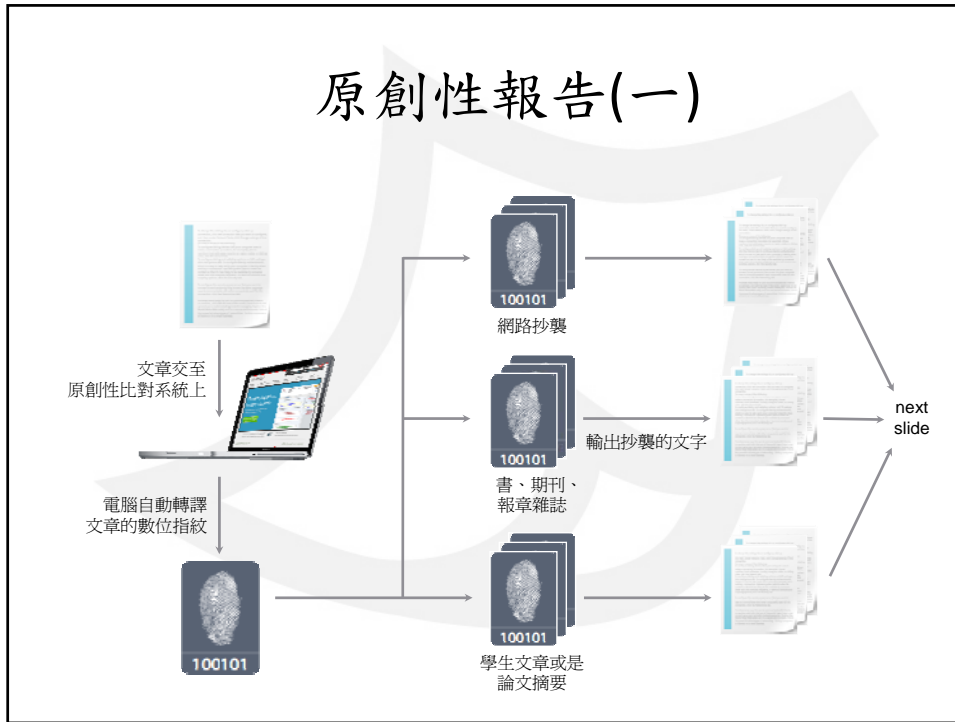 原創性報告(一)
文章交至
原創性比對系統上
電腦自動轉譯
文章的數位指紋
100101
100101
網路抄襲
100101
書、期刊、
報章雜誌
輸出抄襲的文字
100101
學生文章或是
論文摘要
next
slide